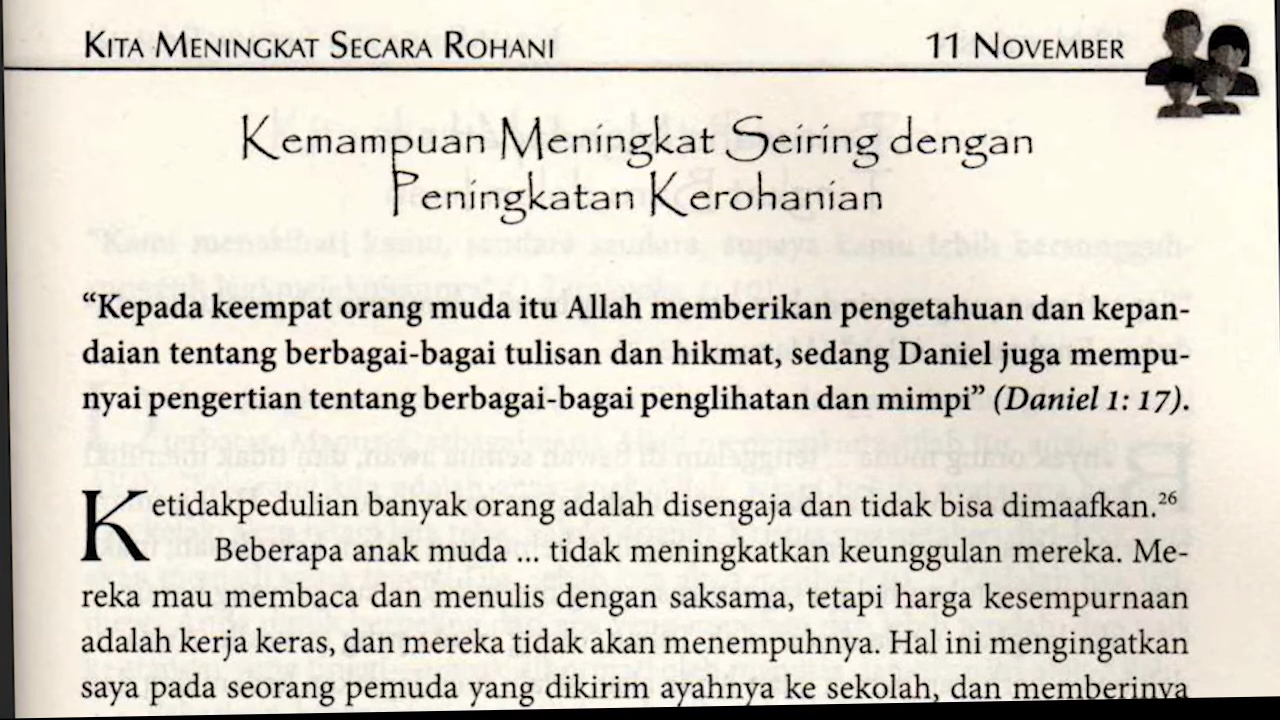 KITA MENINGKAT SECARA ROHANI 11 NOVEMBER
Kemampuan Meningkat Seiring dengan
Peningkatan Kerohanian
“Kepada keempat orang muda itu Allah memberikan pengetahuan dan kepan-
daian tentang berbagai-bagai tulisan dan hikmat, sedang Daniel juga mempu-
nyai pengertian tentang berbagai-bagai penglihatan dan mimpi” (Daniel 1: 17).
Ketidakpedulian banyak orang adalah disengaja dan tidak bisa dimaafkan.²⁶
Beberapa anak muda ... tidak meningkatkan keunggulan mereka. Me-
reka mau membaca dan menulis dengan saksama, tetapi harga kesempurnaan
adalah kerja keras, dan mereka tidak akan menempuhnya. Hal ini mengingatkan
saya pada seorang pemuda yang dikirim ayahnya ke sekolah, dan memberinya